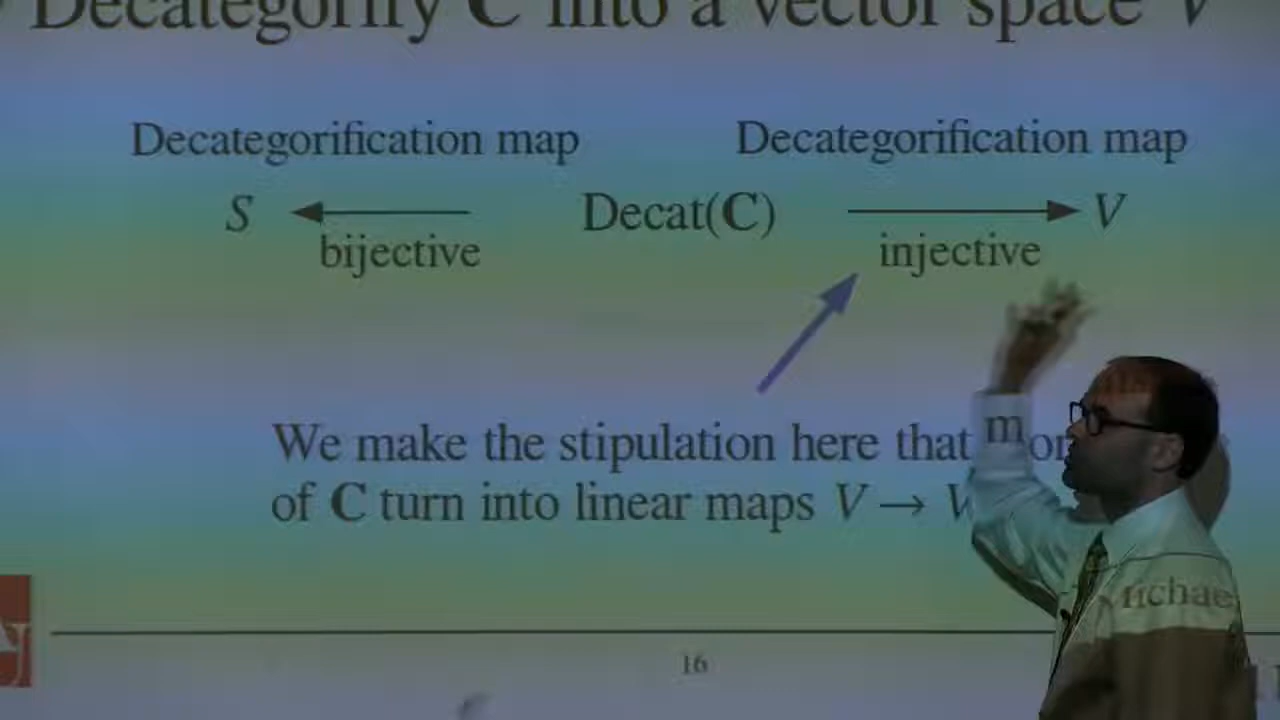 Decategorify C into a vector space V
Decategorification map Decategorification map
S Decat(C) V
bijective injective
We make the stipulation here that
of C turn into linear maps V →
16